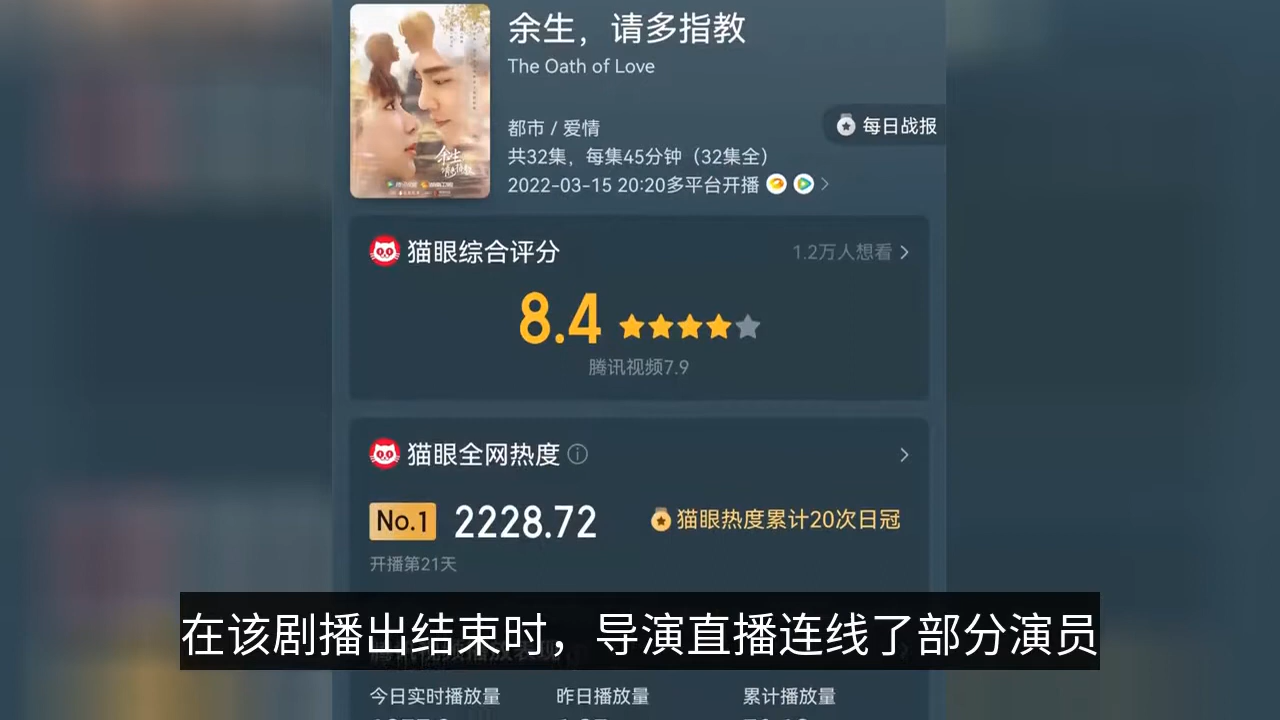 余生，请多指教
The Oath of Love
都市 / 爱情
每日战报
共32集，每集45分钟（32集全）
2022-03-15 20:20多平台开播
余生
请多指教
猫眼综合评分
1.2万人想看
8.4
腾讯视频7.9
猫眼全网热度
No.1 2228.72
猫眼热度累计20次日冠
开播第21天
在该剧播出结束时，导演直播连线了部分演员
今日实时播放量 昨日播放量 累计播放量